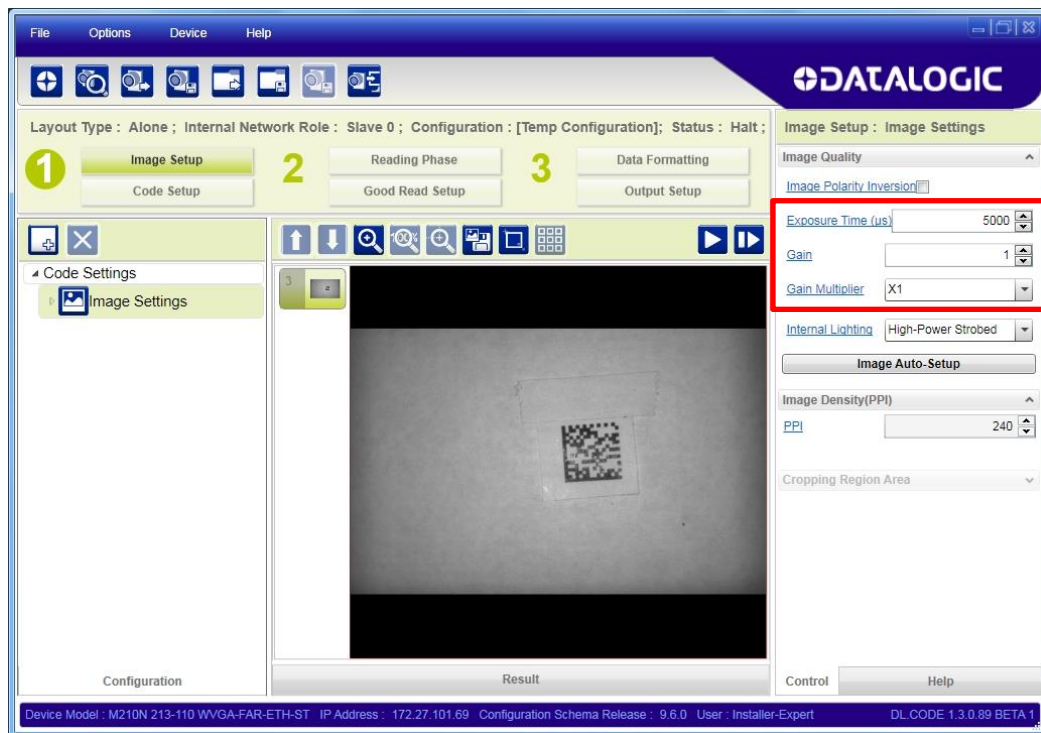 File Options Device Help
DATALOGIC
Layout Type : Alone ; Internal Network Role : Slave 0 ; Configuration : [Temp Configuration]; Status : Halt ;
1 Image Setup 2 Reading Phase 3 Data Formatting
Code Setup Good Read Setup Output Setup
100%
Code Settings
Image Settings
3
Configuration
Result
Image Setup : Image Settings
Image Quality
Image Polarity Inversion
Exposure Time (µs) 5000
Gain 1
Gain Multiplier X1
Internal Lighting High-Power Strobed
Image Auto-Setup
Image Density(PPI)
PPI 240
Cropping Region Area
Control Help
Device Model : M210N 213-110 WVGA-FAR-ETH-ST IP Address : 172.27.101.69 Configuration Schema Release : 9.6.0 User : Installer-Expert DL.CODE 1.3.0.89 BETA 1